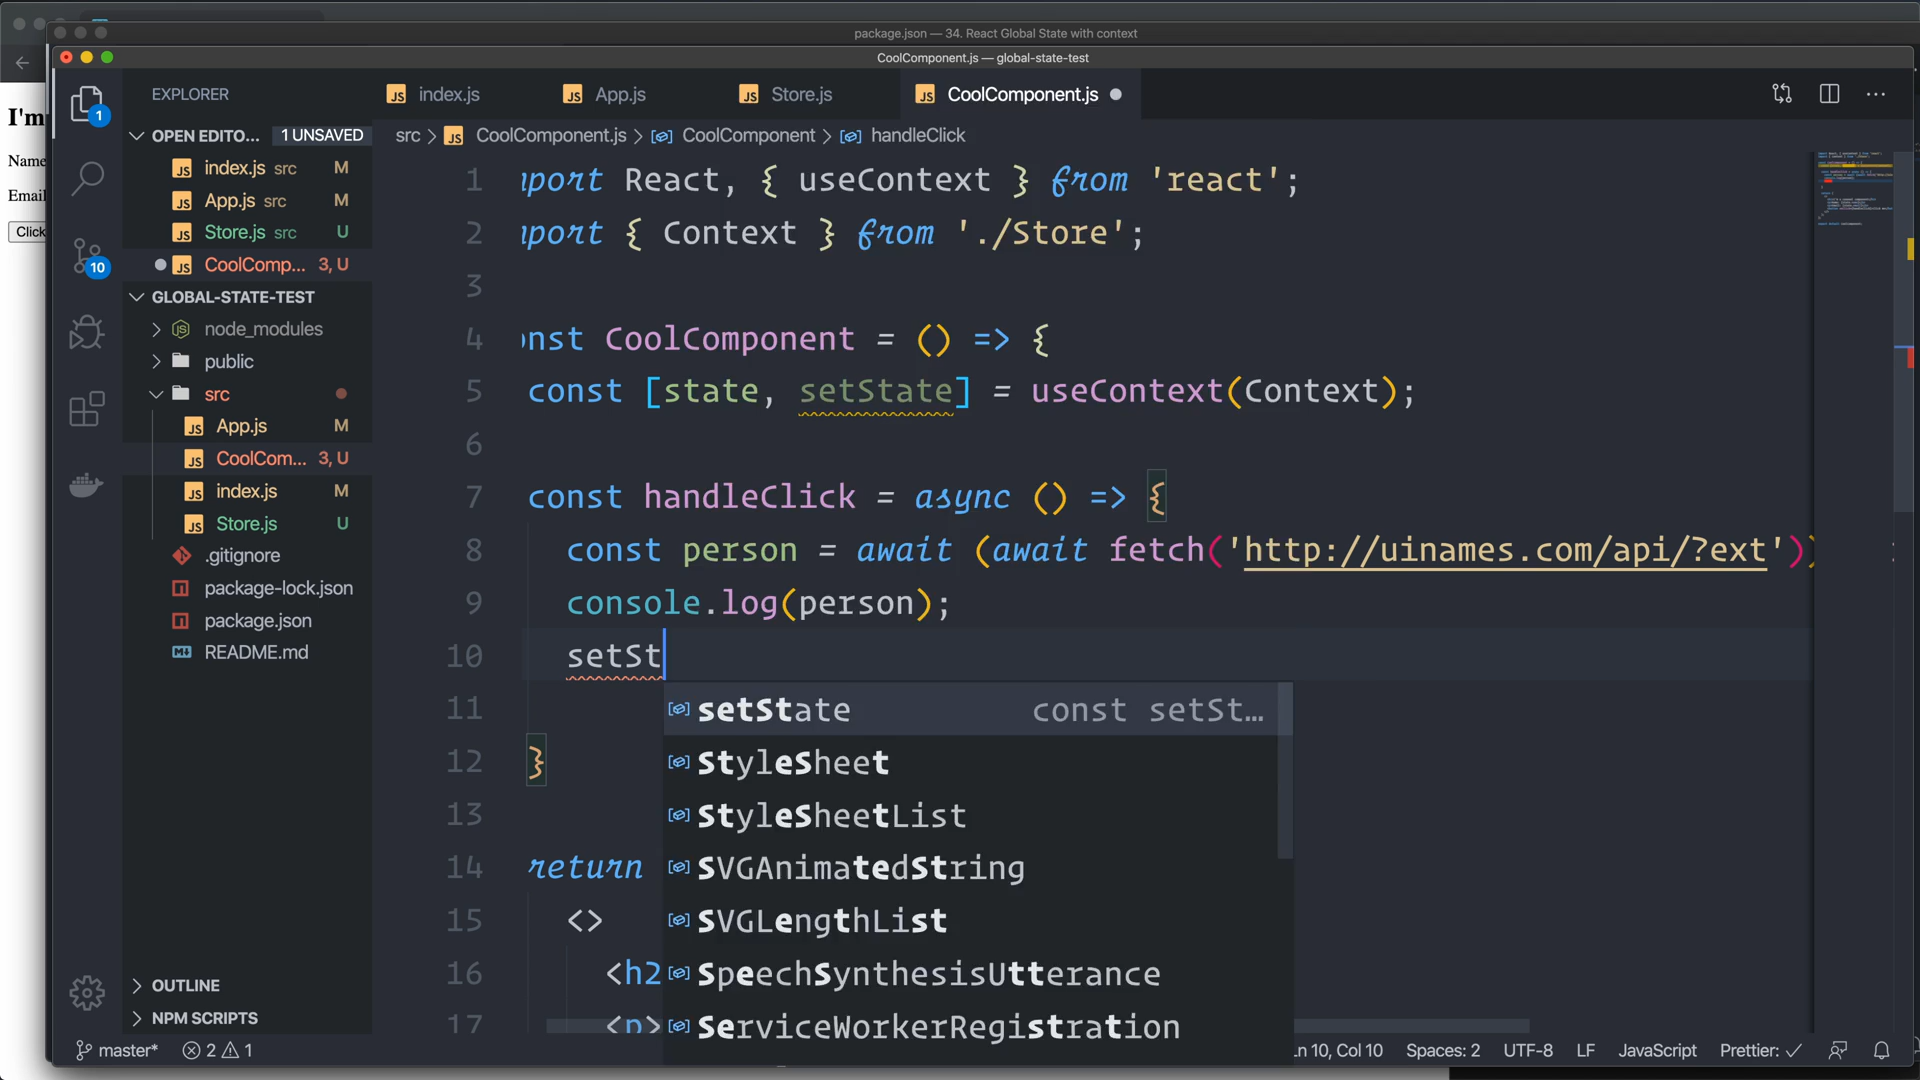 package.json — 34. React Global State with context
CoolComponent.js — global-state-test
I'm
Name
Email
Click
1
10
EXPLORER
OPEN EDITO... 1 UNSAVED
index.js src M
App.js src M
Store.js src U
CoolComp... 3, U
GLOBAL-STATE-TEST
node_modules
public
src
App.js M
CoolCom... 3, U
index.js M
Store.js U
.gitignore
package-lock.json
package.json
README.md
OUTLINE
NPM SCRIPTS
index.js App.js Store.js CoolComponent.js
src > CoolComponent.js > CoolComponent > handleClick
1 port React, { useContext } from 'react';
2 port { Context } from './Store';
3
4 nst CoolComponent = () => {
5 const [state, setState] = useContext(Context);
6
7 const handleClick = async () => {
8 const person = await (await fetch('http://uinames.com/api/?ext'))
9 console.log(person);
10 setSt
11
12 }
13
14 return
15 <>
16 <h2
17 <p>
setState const setSt...
StyleSheet
StyleSheetList
SVGAnimatedString
SVGLengthList
SpeechSynthesisUtterance
ServiceWorkerRegistration
master* 2 1 Ln 10, Col 10 Spaces: 2 UTF-8 LF JavaScript Prettier: ✓